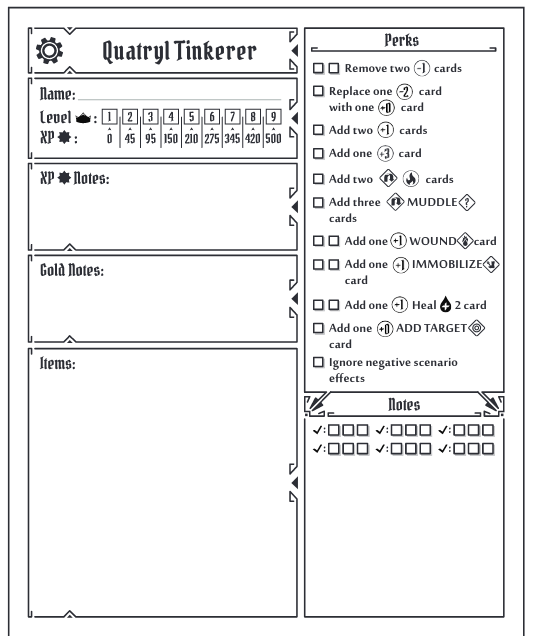 Quatryl Tinkerer
Name:
Level : 1 2 3 4 5 6 7 8 9
XP : 0 45 95 150 210 275 345 420 500
XP Notes:
Gold Notes:
Items:
Perks
Remove two -1 cards
Replace one -2 card
with one +0 card
Add two +1 cards
Add one +3 card
Add two cards
Add three MUDDLE ?
cards
Add one +1 WOUND card
Add one +1 IMMOBILIZE
card
Add one +1 Heal 2 card
Add one +0 ADD TARGET
card
Ignore negative scenario
effects
Notes
✓: ✓: ✓:
✓: ✓: ✓: